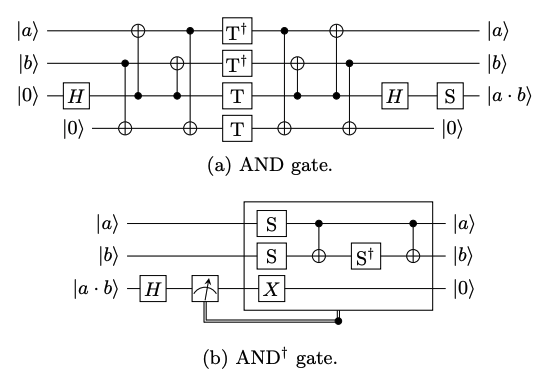 |a⟩ T† |a⟩
|b⟩ T† |b⟩
|0⟩ H T H S |a · b⟩
|0⟩ T |0⟩
(a) AND gate.
|a⟩ S |a⟩
|b⟩ S S† |b⟩
|a · b⟩ H X |0⟩
(b) AND† gate.